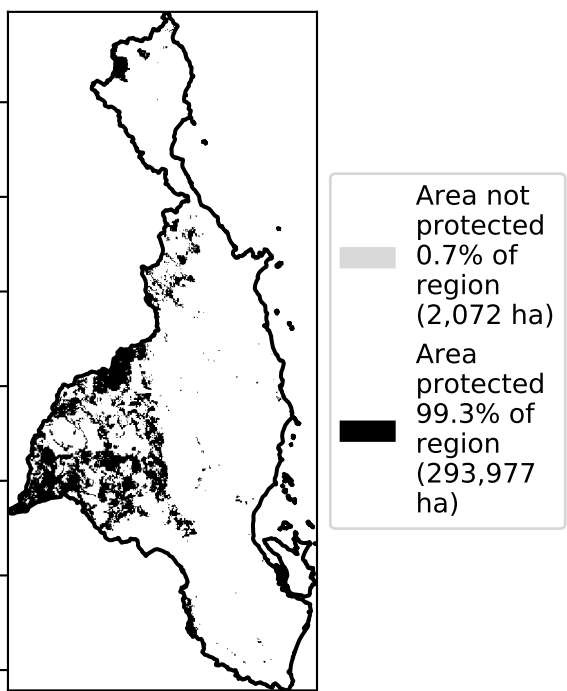 Area not
protected
0.7% of
region
(2,072 ha)
Area
protected
99.3% of
region
(293,977
ha)